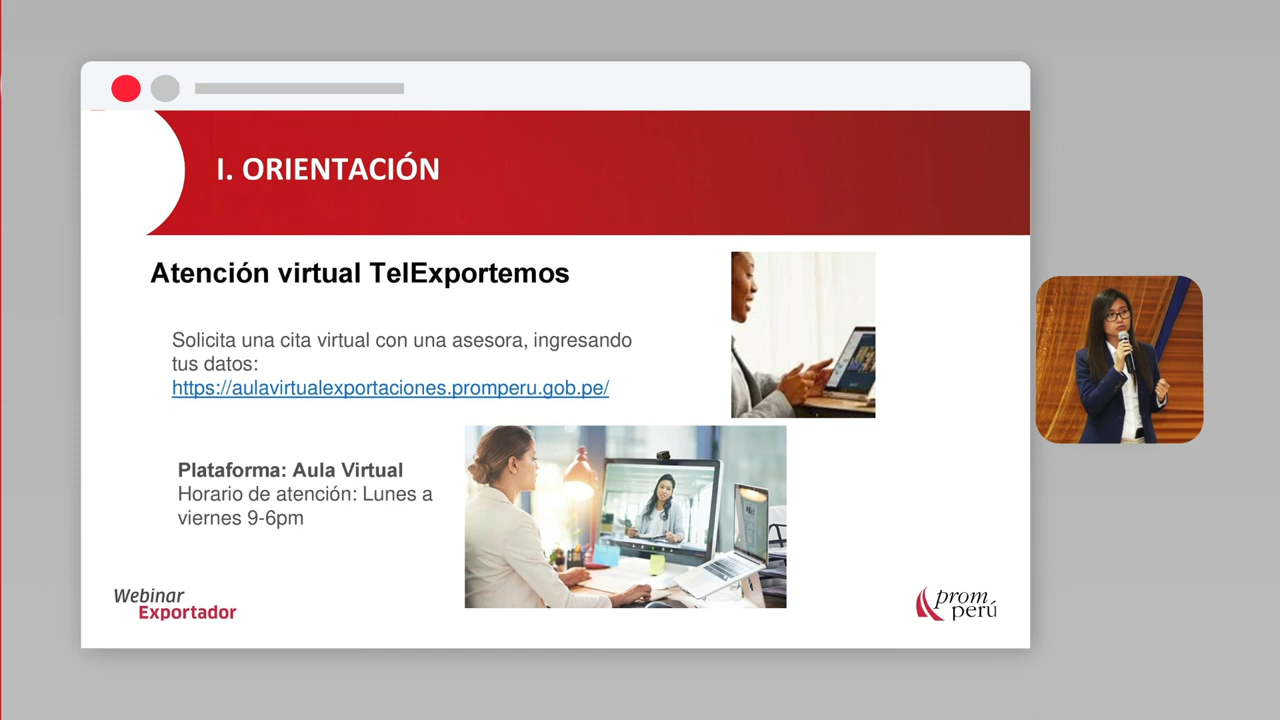 I. ORIENTACIÓN
Atención virtual TelExportemos
Solicita una cita virtual con una asesora, ingresando
tus datos:
https://aulavirtualexportaciones.promperu.gob.pe/
Plataforma: Aula Virtual
Horario de atención: Lunes a
viernes 9-6pm
Webinar
Exportador
prom
perú